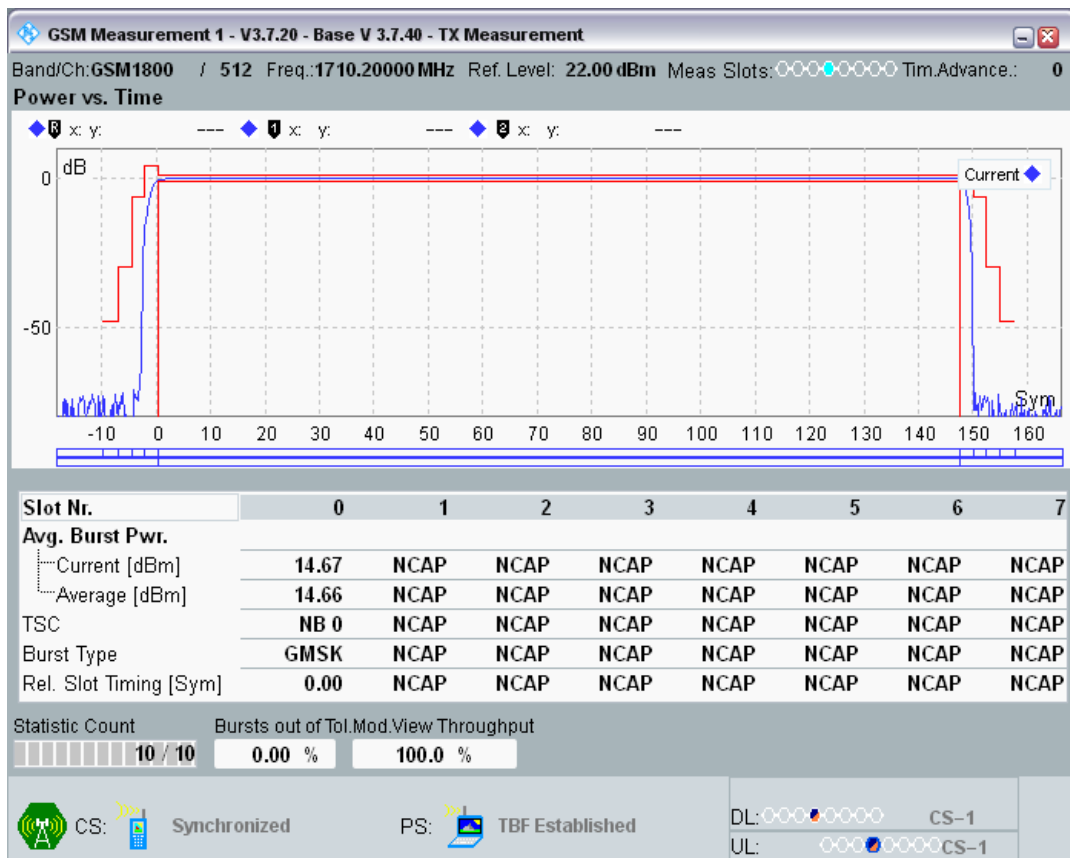 GSM Measurement 1 - V3.7.20 - Base V 3.7.40 - TX Measurement
Band/Ch:GSM1800 / 512 Freq.:1710.20000 MHz Ref. Level: 22.00 dBm Meas Slots: Tim.Advance.: 0
Power vs. Time
R x: y: --- 1 x: y: --- 2 x: y: ---
dB
0
Current
-50
Sym
-10 0 10 20 30 40 50 60 70 80 90 100 110 120 130 140 150 160
Slot Nr. 0 1 2 3 4 5 6 7
Avg. Burst Pwr.
Current [dBm] 14.67 NCAP NCAP NCAP NCAP NCAP NCAP NCAP
Average [dBm] 14.66 NCAP NCAP NCAP NCAP NCAP NCAP NCAP
TSC NB 0 NCAP NCAP NCAP NCAP NCAP NCAP NCAP
Burst Type GMSK NCAP NCAP NCAP NCAP NCAP NCAP NCAP
Rel. Slot Timing [Sym] 0.00 NCAP NCAP NCAP NCAP NCAP NCAP NCAP
Statistic Count Bursts out of Tol. Mod.View Throughput
10 / 10 0.00 % 100.0 %
CS: Synchronized PS: TBF Established DL: CS-1
UL: CS-1